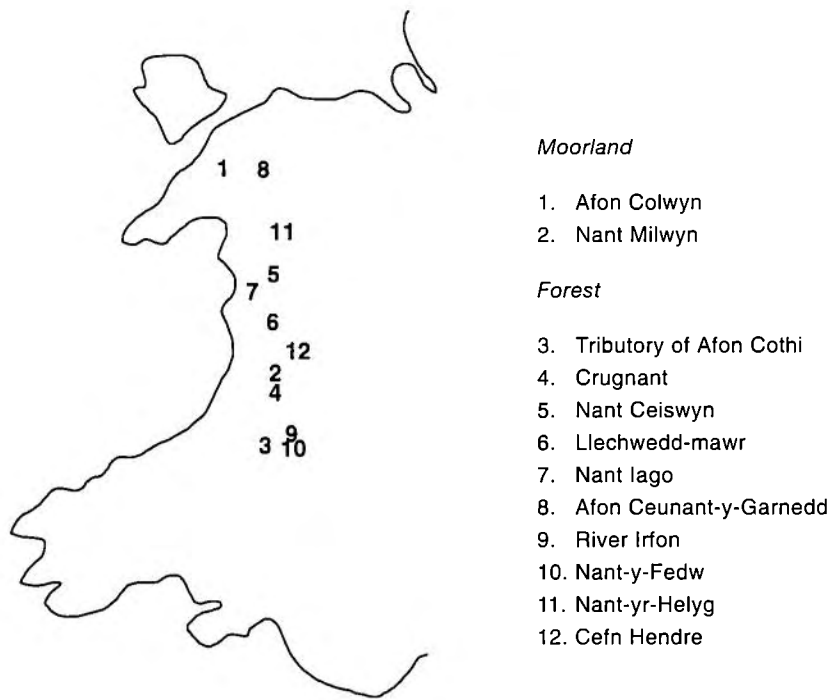 1 8
11
5
7
6
12
2
4
9
3 10
Moorland
1. Afon Colwyn
2. Nant Milwyn
Forest
3. Tributory of Afon Cothi
4. Crugnant
5. Nant Ceiswyn
6. Llechwedd-mawr
7. Nant Iago
8. Afon Ceunant-y-Garnedd
9. River Irfon
10. Nant-y-Fedw
11. Nant-yr-Helyg
12. Cefn Hendre